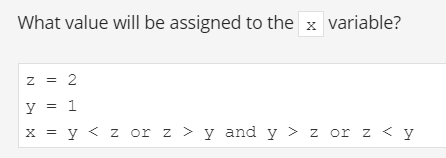 What value will be assigned to the x variable?
z = 2
y = 1
x = y < z or z > y and y > z or z < y